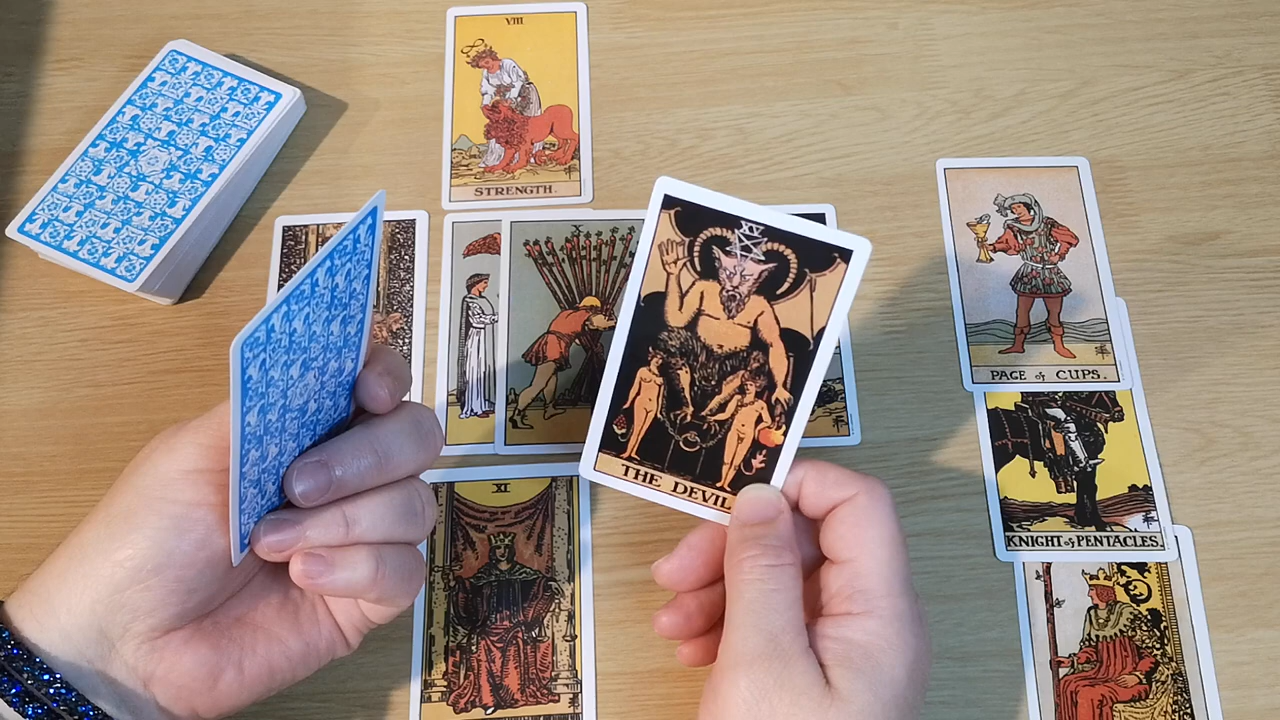 VIII
STRENGTH.
X
XV
THE DEVIL
PAGE of CUPS.
KNIGHT of PENTACLES.
XI